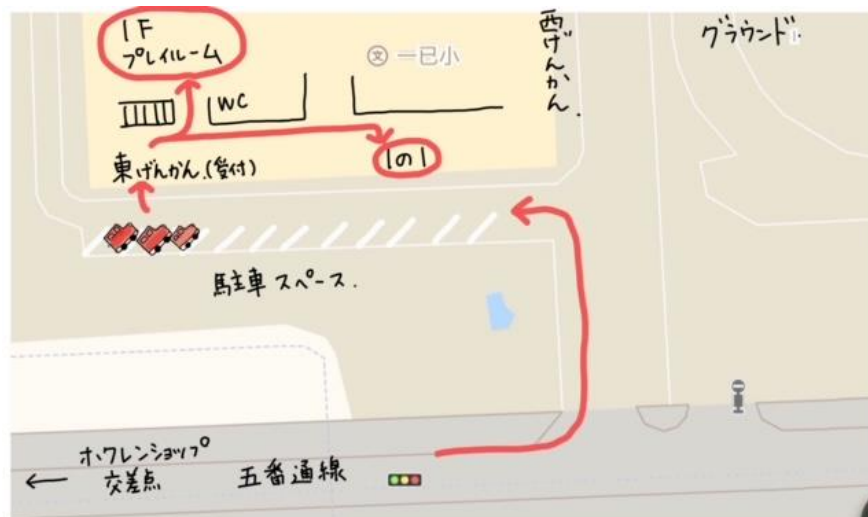 1F
プレイルーム
文 一已小
西げんかん.
グラウンド
WC
東げんかん.(受付)
1の1
駐車スペース.
ホクレンショップ
交差点
五番通線